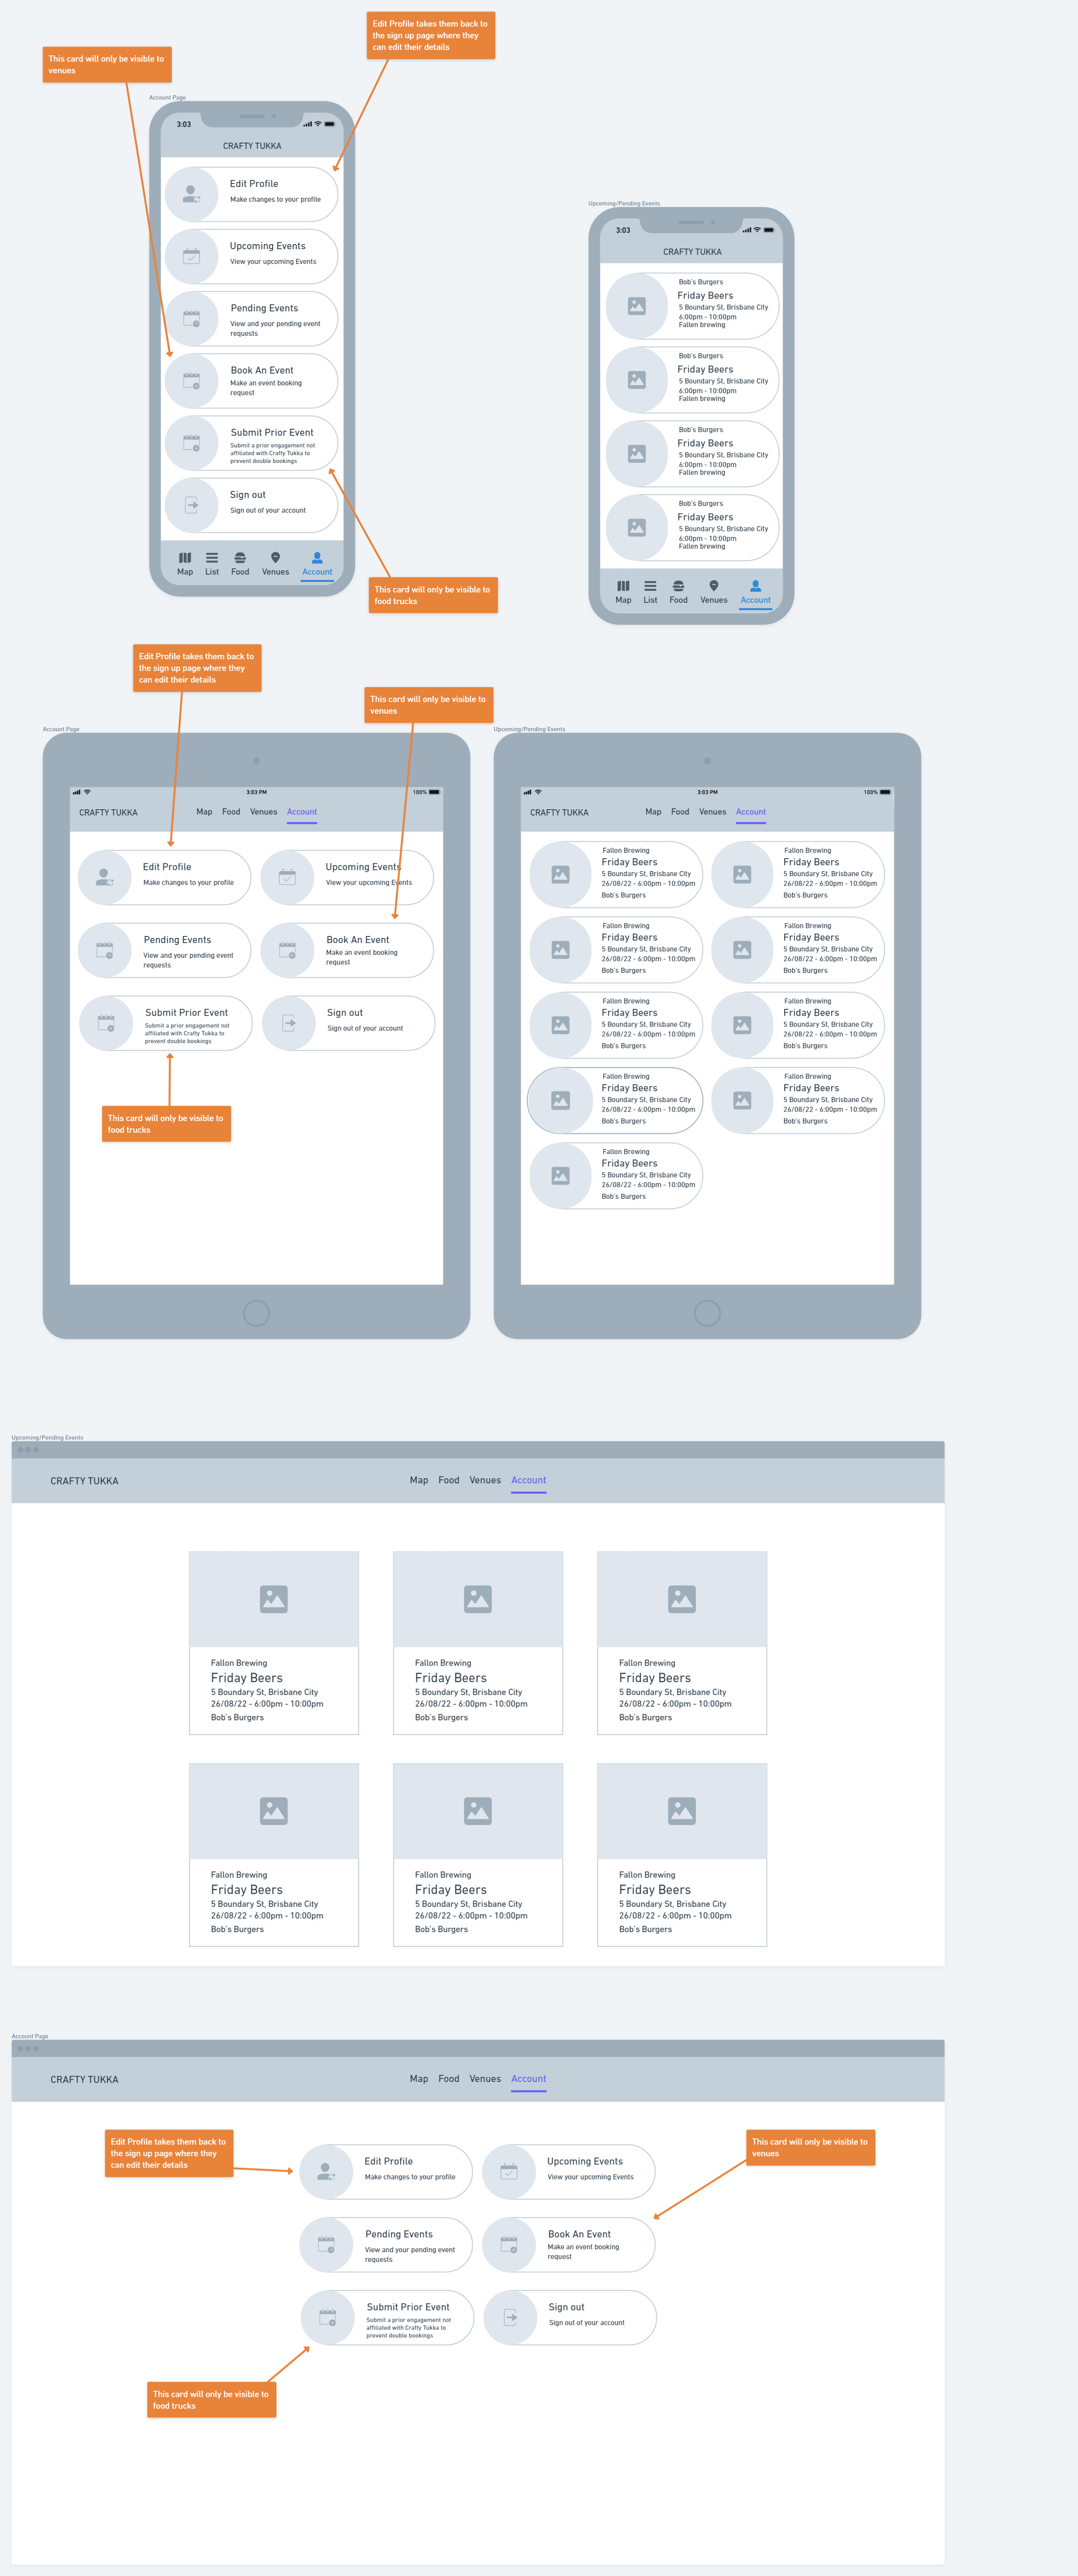 Edit Profile takes them back to
the sign up page where they
can edit their details
This card will only be visible to
venues
Account Page
3:03
CRAFTY TUKKA
Edit Profile
Make changes to your profile
Upcoming Events
View your upcoming Events
Pending Events
View and your pending event
requests
Book An Event
Make an event booking
request
Submit Prior Event
Submit a prior engagement not
affiliated with Crafty Tukka to
prevent double bookings
Sign out
Sign out of your account
Map List Food Venues Account
This card will only be visible to
food trucks
Upcoming/Pending Events
3:03
CRAFTY TUKKA
Bob's Burgers
Friday Beers
5 Boundary St, Brisbane City
6:00pm - 10:00pm
Fallen brewing
Bob's Burgers
Friday Beers
5 Boundary St, Brisbane City
6:00pm - 10:00pm
Fallen brewing
Bob's Burgers
Friday Beers
5 Boundary St, Brisbane City
6:00pm - 10:00pm
Fallen brewing
Bob's Burgers
Friday Beers
5 Boundary St, Brisbane City
6:00pm - 10:00pm
Fallen brewing
Map List Food Venues Account
Edit Profile takes them back to
the sign up page where they
can edit their details
This card will only be visible to
venues
Account Page
3:03 PM 100%
CRAFTY TUKKA Map Food Venues Account
Edit Profile
Make changes to your profile
Upcoming Events
View your upcoming Events
Pending Events
View and your pending event
requests
Book An Event
Make an event booking
request
Submit Prior Event
Submit a prior engagement not
affiliated with Crafty Tukka to
prevent double bookings
Sign out
Sign out of your account
This card will only be visible to
food trucks
Upcoming/Pending Events
3:03 PM 100%
CRAFTY TUKKA Map Food Venues Account
Fallon Brewing
Friday Beers
5 Boundary St, Brisbane City
26/08/22 - 6:00pm - 10:00pm
Bob's Burgers
Fallon Brewing
Friday Beers
5 Boundary St, Brisbane City
26/08/22 - 6:00pm - 10:00pm
Bob's Burgers
Fallon Brewing
Friday Beers
5 Boundary St, Brisbane City
26/08/22 - 6:00pm - 10:00pm
Bob's Burgers
Fallon Brewing
Friday Beers
5 Boundary St, Brisbane City
26/08/22 - 6:00pm - 10:00pm
Bob's Burgers
Fallon Brewing
Friday Beers
5 Boundary St, Brisbane City
26/08/22 - 6:00pm - 10:00pm
Bob's Burgers
Fallon Brewing
Friday Beers
5 Boundary St, Brisbane City
26/08/22 - 6:00pm - 10:00pm
Bob's Burgers
Fallon Brewing
Friday Beers
5 Boundary St, Brisbane City
26/08/22 - 6:00pm - 10:00pm
Bob's Burgers
Fallon Brewing
Friday Beers
5 Boundary St, Brisbane City
26/08/22 - 6:00pm - 10:00pm
Bob's Burgers
Fallon Brewing
Friday Beers
5 Boundary St, Brisbane City
26/08/22 - 6:00pm - 10:00pm
Bob's Burgers
Upcoming/Pending Events
CRAFTY TUKKA Map Food Venues Account
Fallon Brewing
Friday Beers
5 Boundary St, Brisbane City
26/08/22 - 6:00pm - 10:00pm
Bob's Burgers
Fallon Brewing
Friday Beers
5 Boundary St, Brisbane City
26/08/22 - 6:00pm - 10:00pm
Bob's Burgers
Fallon Brewing
Friday Beers
5 Boundary St, Brisbane City
26/08/22 - 6:00pm - 10:00pm
Bob's Burgers
Fallon Brewing
Friday Beers
5 Boundary St, Brisbane City
26/08/22 - 6:00pm - 10:00pm
Bob's Burgers
Fallon Brewing
Friday Beers
5 Boundary St, Brisbane City
26/08/22 - 6:00pm - 10:00pm
Bob's Burgers
Fallon Brewing
Friday Beers
5 Boundary St, Brisbane City
26/08/22 - 6:00pm - 10:00pm
Bob's Burgers
Account Page
CRAFTY TUKKA Map Food Venues Account
Edit Profile takes them back to
the sign up page where they
can edit their details
This card will only be visible to
venues
Edit Profile
Make changes to your profile
Upcoming Events
View your upcoming Events
Pending Events
View and your pending event
requests
Book An Event
Make an event booking
request
Submit Prior Event
Submit a prior engagement not
affiliated with Crafty Tukka to
prevent double bookings
Sign out
Sign out of your account
This card will only be visible to
food trucks